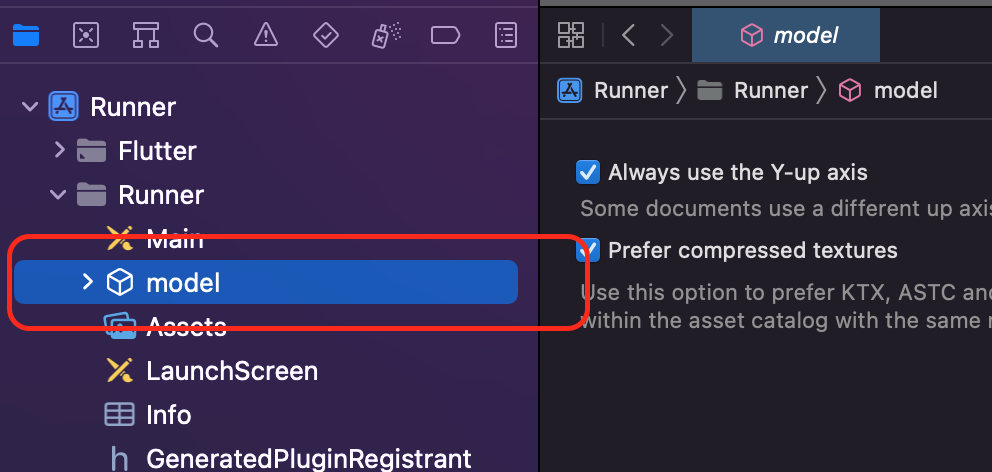 Runner
Flutter
Runner
Main
model
Assets
LaunchScreen
Info
GeneratedPluginRegistrant
model
Runner
Runner
model
Always use the Y-up axis
Some documents use a different up axis
Prefer compressed textures
Use this option to prefer KTX, ASTC and
within the asset catalog with the same